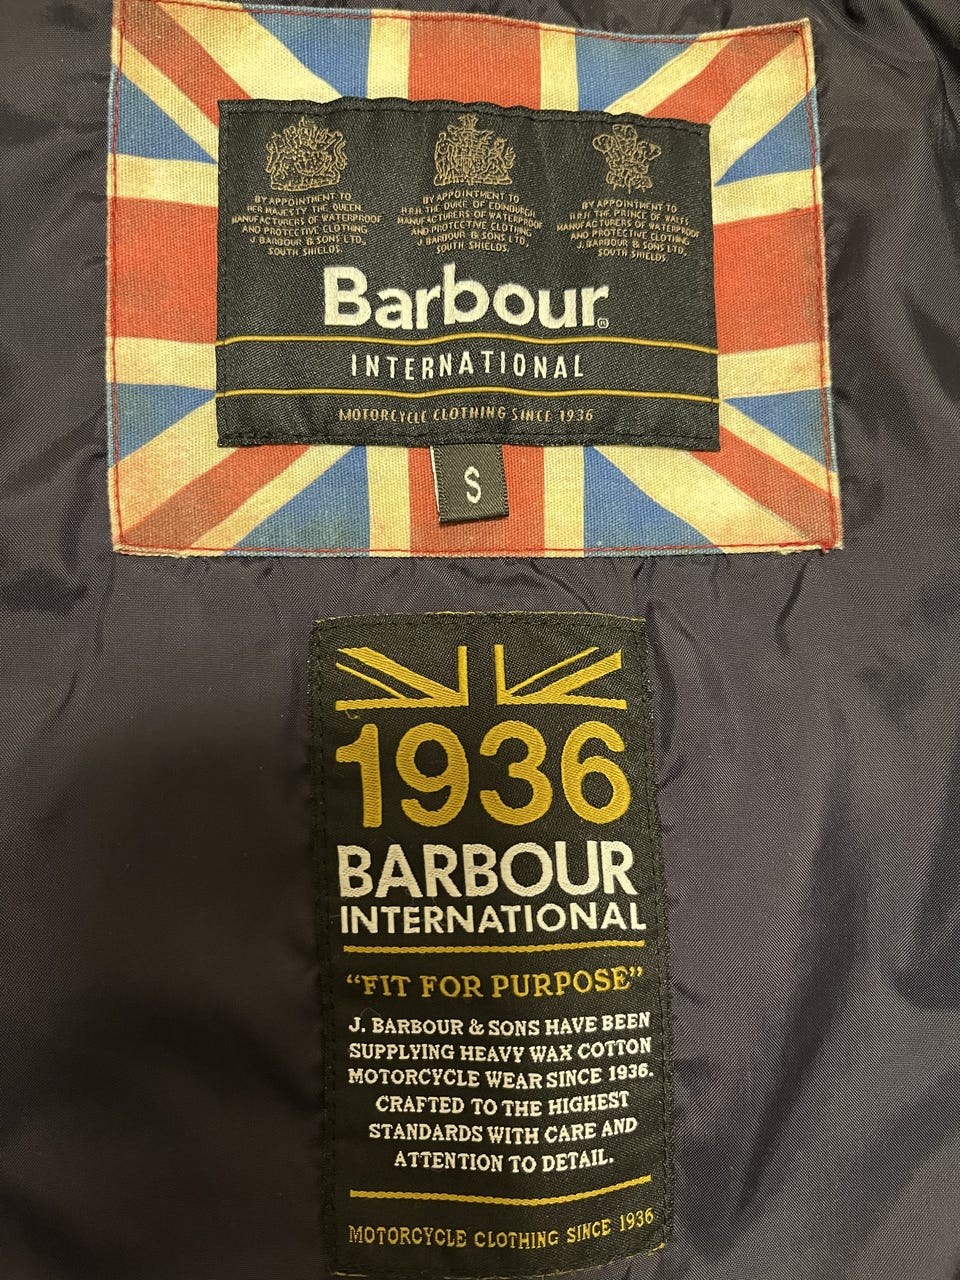 BY APPOINTMENT TO
HER MAJESTY THE QUEEN
MANUFACTURERS OF WATERPROOF
AND PROTECTIVE CLOTHING
J. BARBOUR & SONS LTD,
SOUTH SHIELDS.
BY APPOINTMENT TO
H.R.H. THE DUKE OF EDINBURGH
MANUFACTURERS OF WATERPROOF
AND PROTECTIVE CLOTHING
J. BARBOUR & SONS LTD,
SOUTH SHIELDS.
BY APPOINTMENT TO
H.R.H. THE PRINCE OF WALES
MANUFACTURERS OF WATERPROOF
AND PROTECTIVE CLOTHING
J. BARBOUR & SONS LTD,
SOUTH SHIELDS.
Barbour®
INTERNATIONAL
MOTORCYCLE CLOTHING SINCE 1936
S
1936
BARBOUR
INTERNATIONAL
“FIT FOR PURPOSE”
J. BARBOUR & SONS HAVE BEEN
SUPPLYING HEAVY WAX COTTON
MOTORCYCLE WEAR SINCE 1936.
CRAFTED TO THE HIGHEST
STANDARDS WITH CARE AND
ATTENTION TO DETAIL.
MOTORCYCLE CLOTHING SINCE 1936